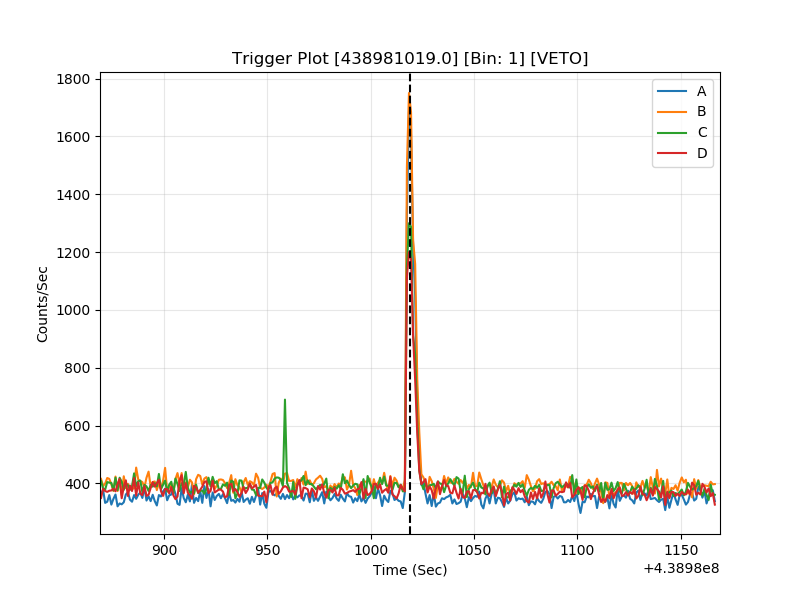 Trigger Plot [438981019.0] [Bin: 1] [VETO]
1800
1600
1400
1200
1000
800
600
400
Counts/Sec
A
B
C
D
900
950
1000
1050
1100
1150
Time (Sec)
+4.3898e8